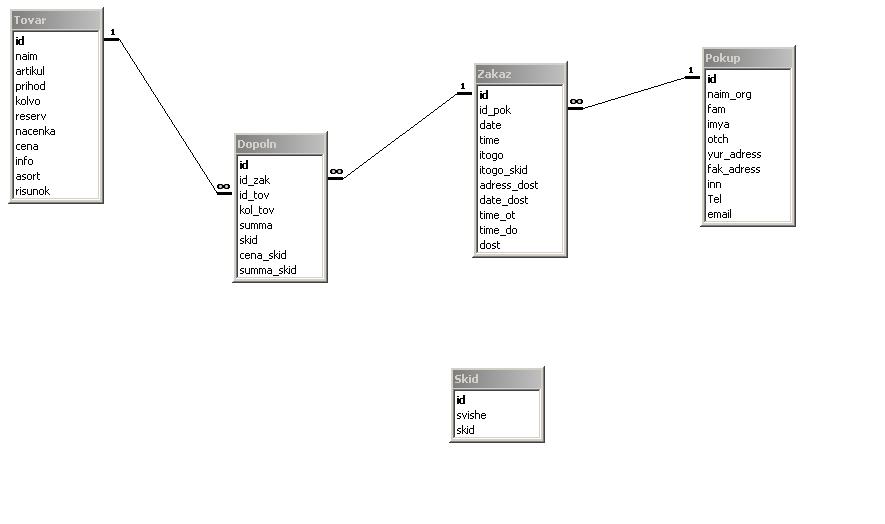 Tovar
id
naim
artikul
prihod
kolvo
reserv
nacenka
cena
info
asort
risunok
1
∞
Dopoln
id
id_zak
id_tov
kol_tov
summa
skid
cena_skid
summa_skid
∞
1
Zakaz
id
id_pok
date
time
itogo
itogo_skid
adress_dost
date_dost
time_ot
time_do
dost
∞
1
Pokup
id
naim_org
fam
imya
otch
yur_adress
fak_adress
inn
Tel
email
Skid
id
svishe
skid